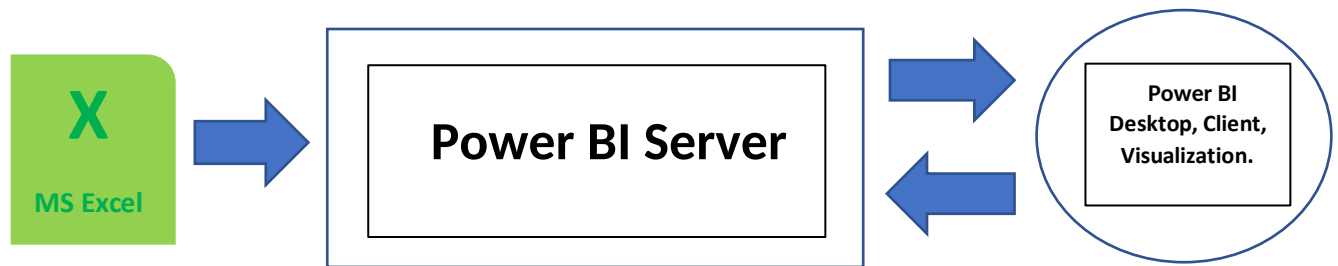 X
MS Excel
Power BI Server
Power BI
Desktop, Client,
Visualization.